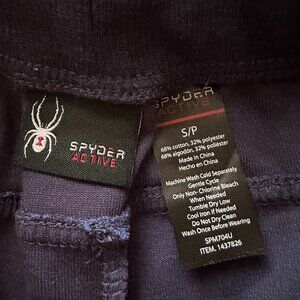 SPYDER
ACTIVE
SPYDER
ACTIVE
S/P
68% cotton, 32% polyester
68% algodón, 32% poliéster
Made in China
Hecho en China
Machine Wash Cold Separately
Gentle Cycle
Only Non-Chlorine Bleach
When Needed
Tumble Dry Low
Cool Iron if Needed
Do Not Dry Clean
Wash Once Before Wearing
SPM704U
ITEM. 1437826